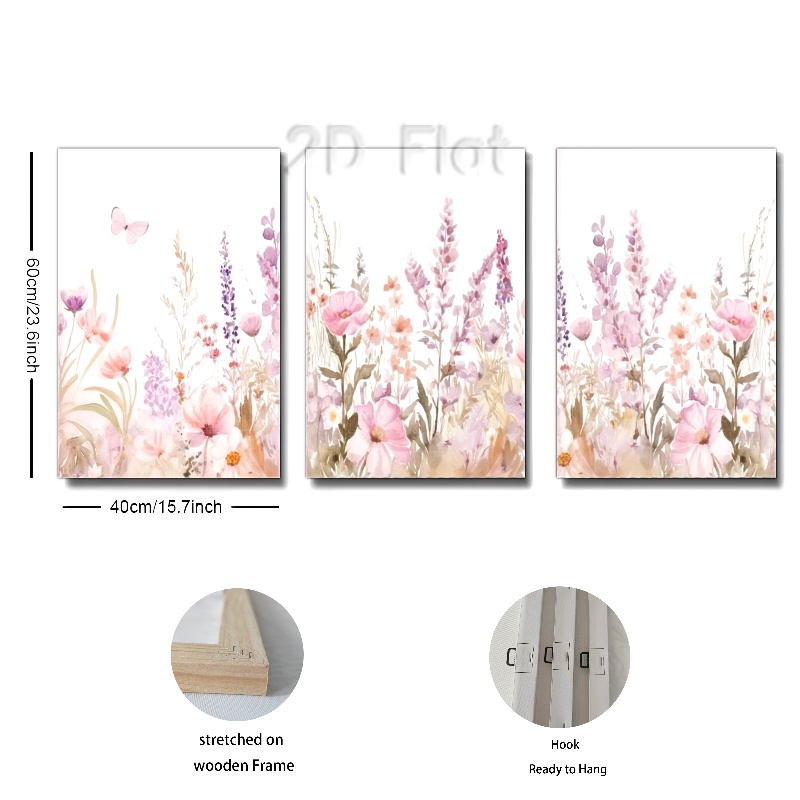 2D Flat
60cm/23.6inch
40cm/15.7inch
stretched on
wooden Frame
Hook
Ready to Hang